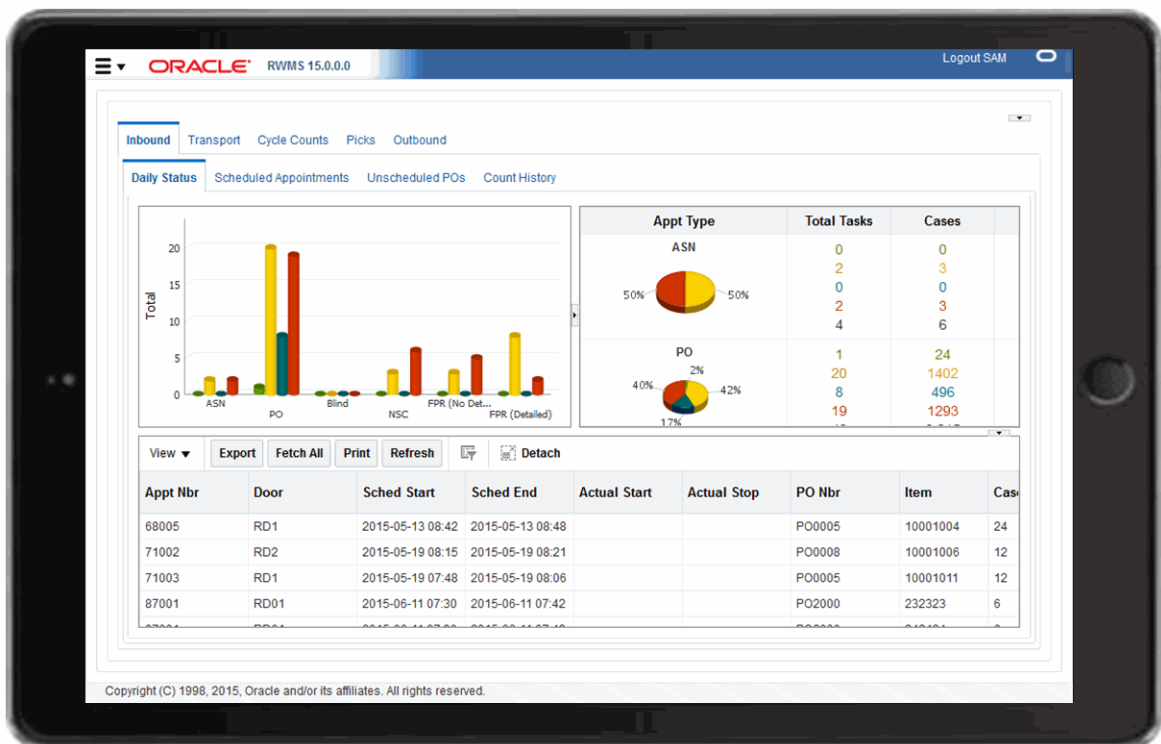 ORACLE® RWMS 15.0.0.0
Logout SAM
Inbound Transport Cycle Counts Picks Outbound
Daily Status Scheduled Appointments Unscheduled POs Count History
Total
20
15
10
5
0
ASN PO Blind NSC FPR (No Det... FPR (Detailed)
Appt Type Total Tasks Cases
ASN
50% 50%
0 0
2 3
0 0
2 3
4 6
PO
2%
40% 42%
17%
1 24
20 1402
8 496
19 1293
View Export Fetch All Print Refresh Detach
Appt Nbr Door Sched Start Sched End Actual Start Actual Stop PO Nbr Item Cas
68005 RD1 2015-05-13 08:42 2015-05-13 08:48 PO0005 10001004 24
71002 RD2 2015-05-19 08:15 2015-05-19 08:21 PO0008 10001006 12
71003 RD1 2015-05-19 07:48 2015-05-19 08:06 PO0005 10001011 12
87001 RD01 2015-06-11 07:30 2015-06-11 07:42 PO2000 232323 6
Copyright (C) 1998, 2015, Oracle and/or its affiliates. All rights reserved.